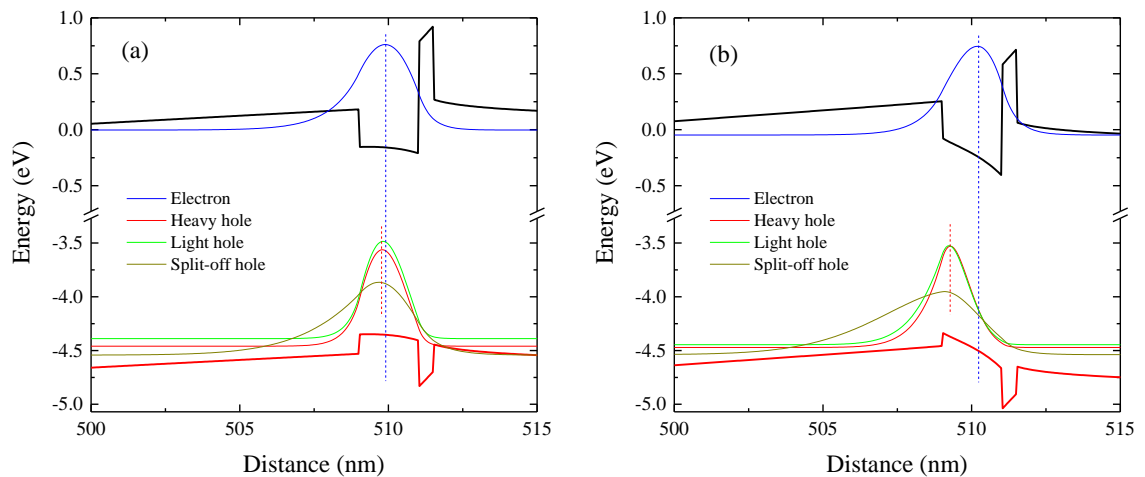 (a)
Energy (eV)
1.0
0.5
0.0
-0.5
-3.5
-4.0
-4.5
-5.0
Electron
Heavy hole
Light hole
Split-off hole
500
505
510
515
Distance (nm)
(b)
Energy (eV)
1.0
0.5
0.0
-0.5
-3.5
-4.0
-4.5
-5.0
Electron
Heavy hole
Light hole
Split-off hole
500
505
510
515
Distance (nm)